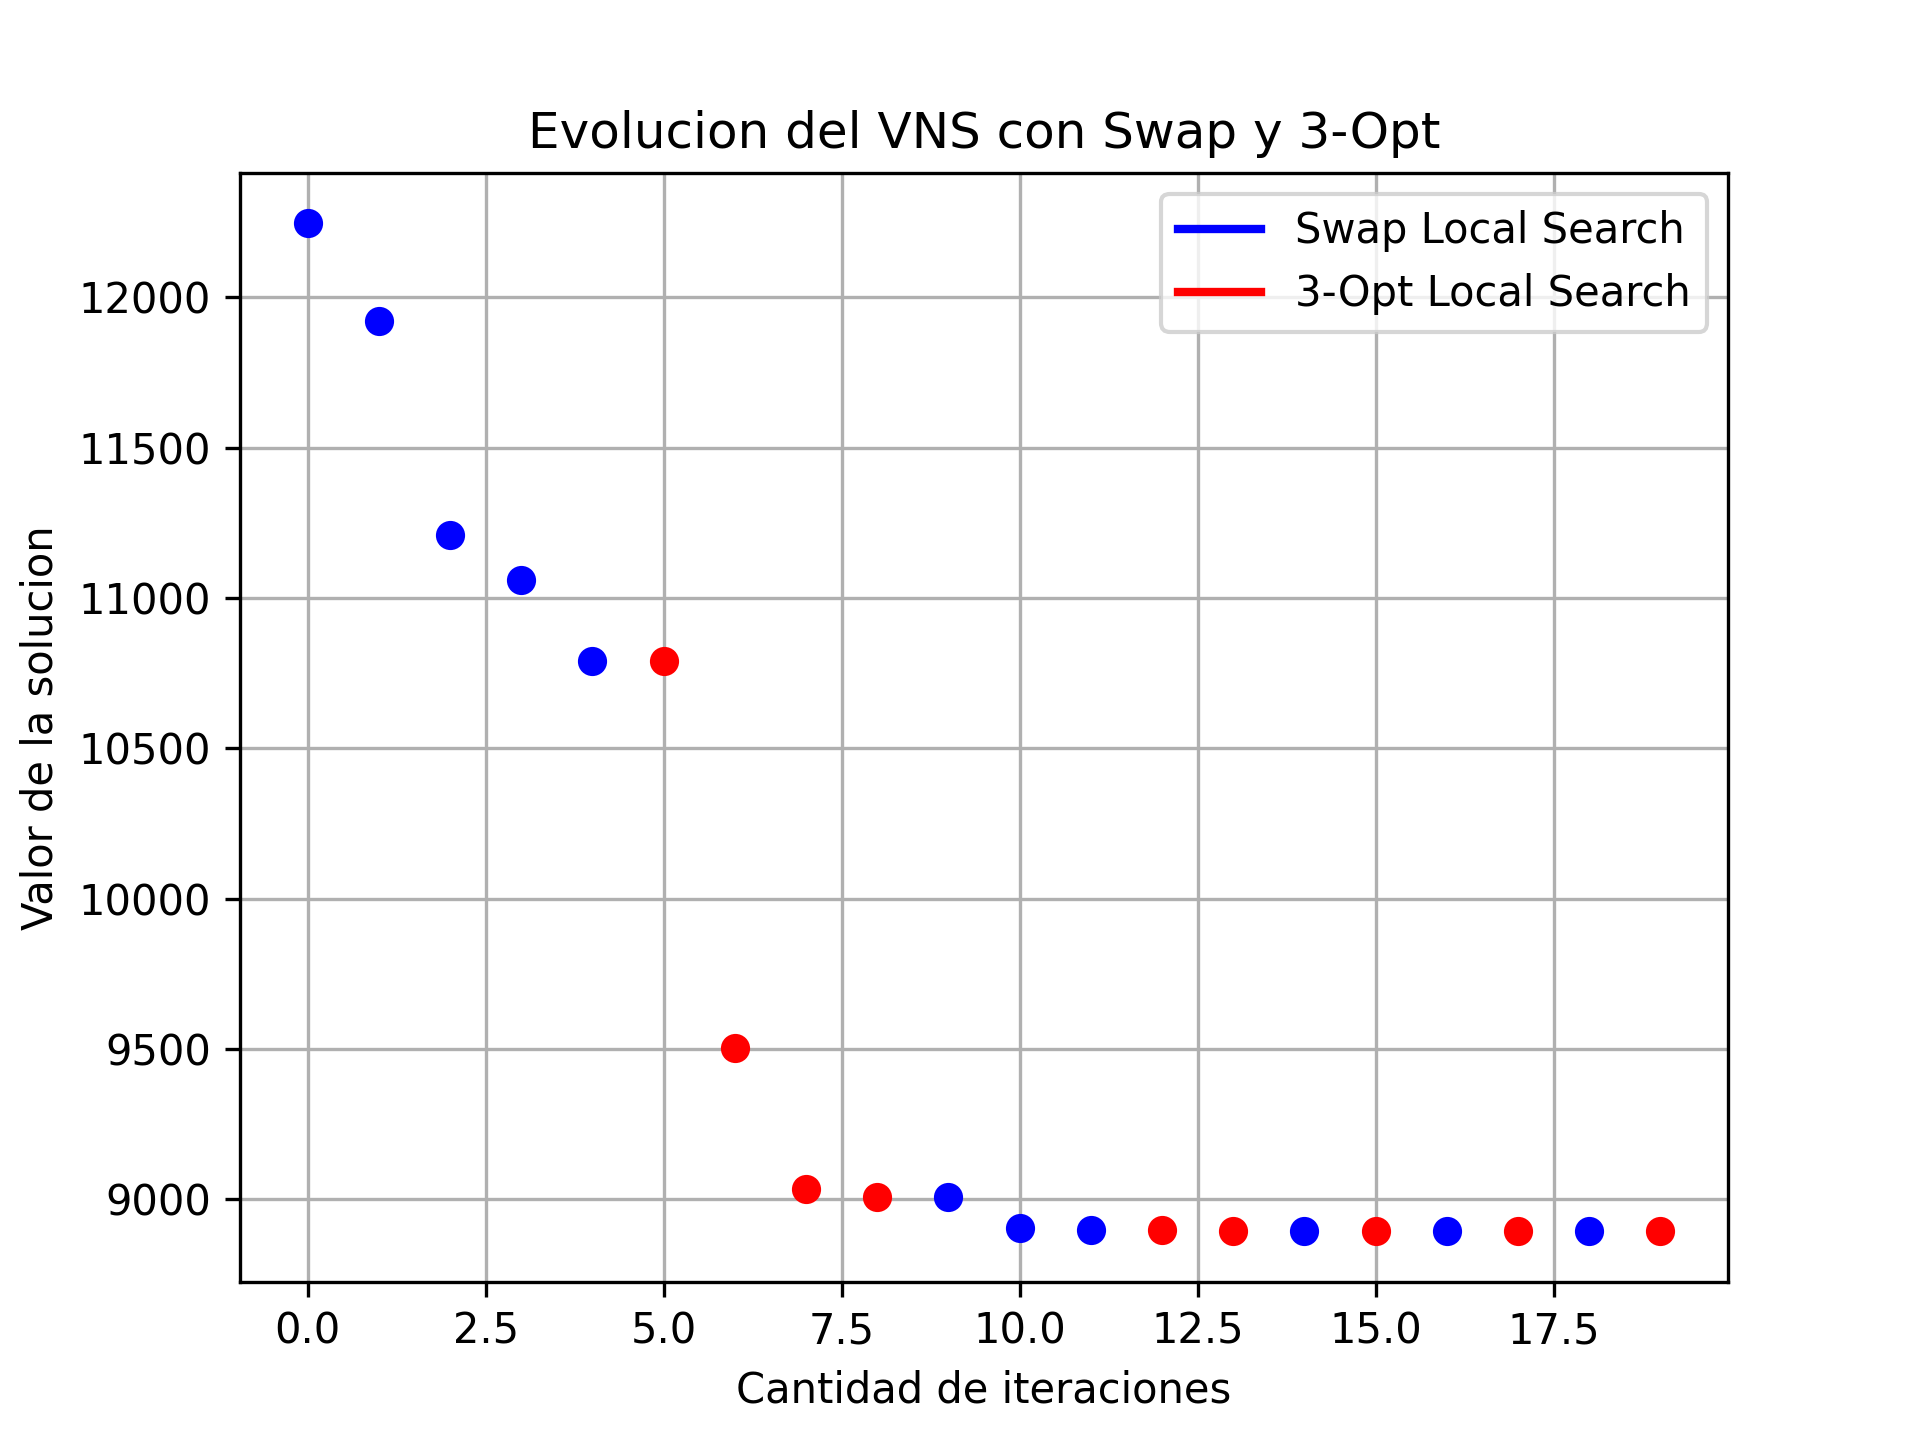 Evolucion del VNS con Swap y 3-Opt
Swap Local Search
3-Opt Local Search
Valor de la solucion
12000
11500
11000
10500
10000
9500
9000
0.0 2.5 5.0 7.5 10.0 12.5 15.0 17.5
Cantidad de iteraciones